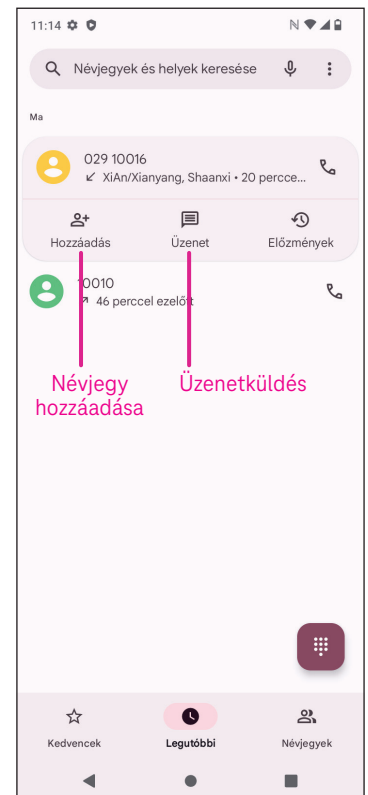 11:14
Névjegyek és helyek keresése
Ma
029 10016
↙ XiAn/Xianyang, Shaanxi • 20 percce...
Hozzáadás
Üzenet
Előzmények
10010
↗ 46 perccel ezelőtt
Névjegy
hozzáadása
Üzenetküldés
Kedvencek
Legutóbbi
Névjegyek